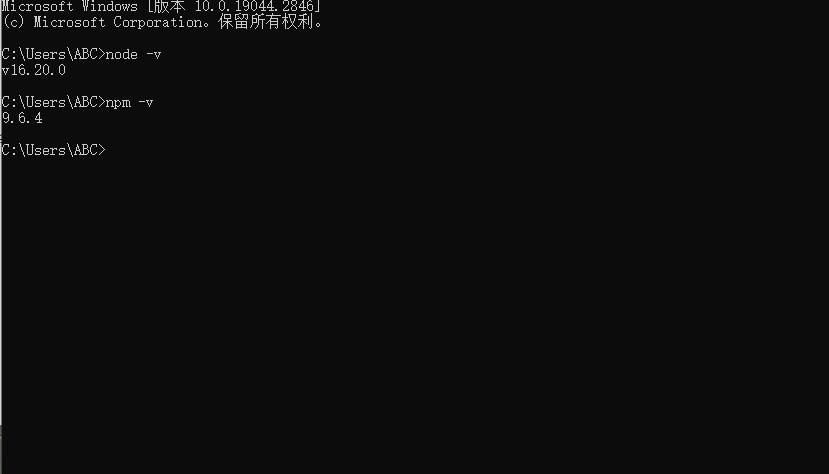 Microsoft Windows [版本 10.0.19044.2846]
(c) Microsoft Corporation。保留所有权利。
C:\Users\ABC>node -v
v16.20.0
C:\Users\ABC>npm -v
9.6.4
C:\Users\ABC>